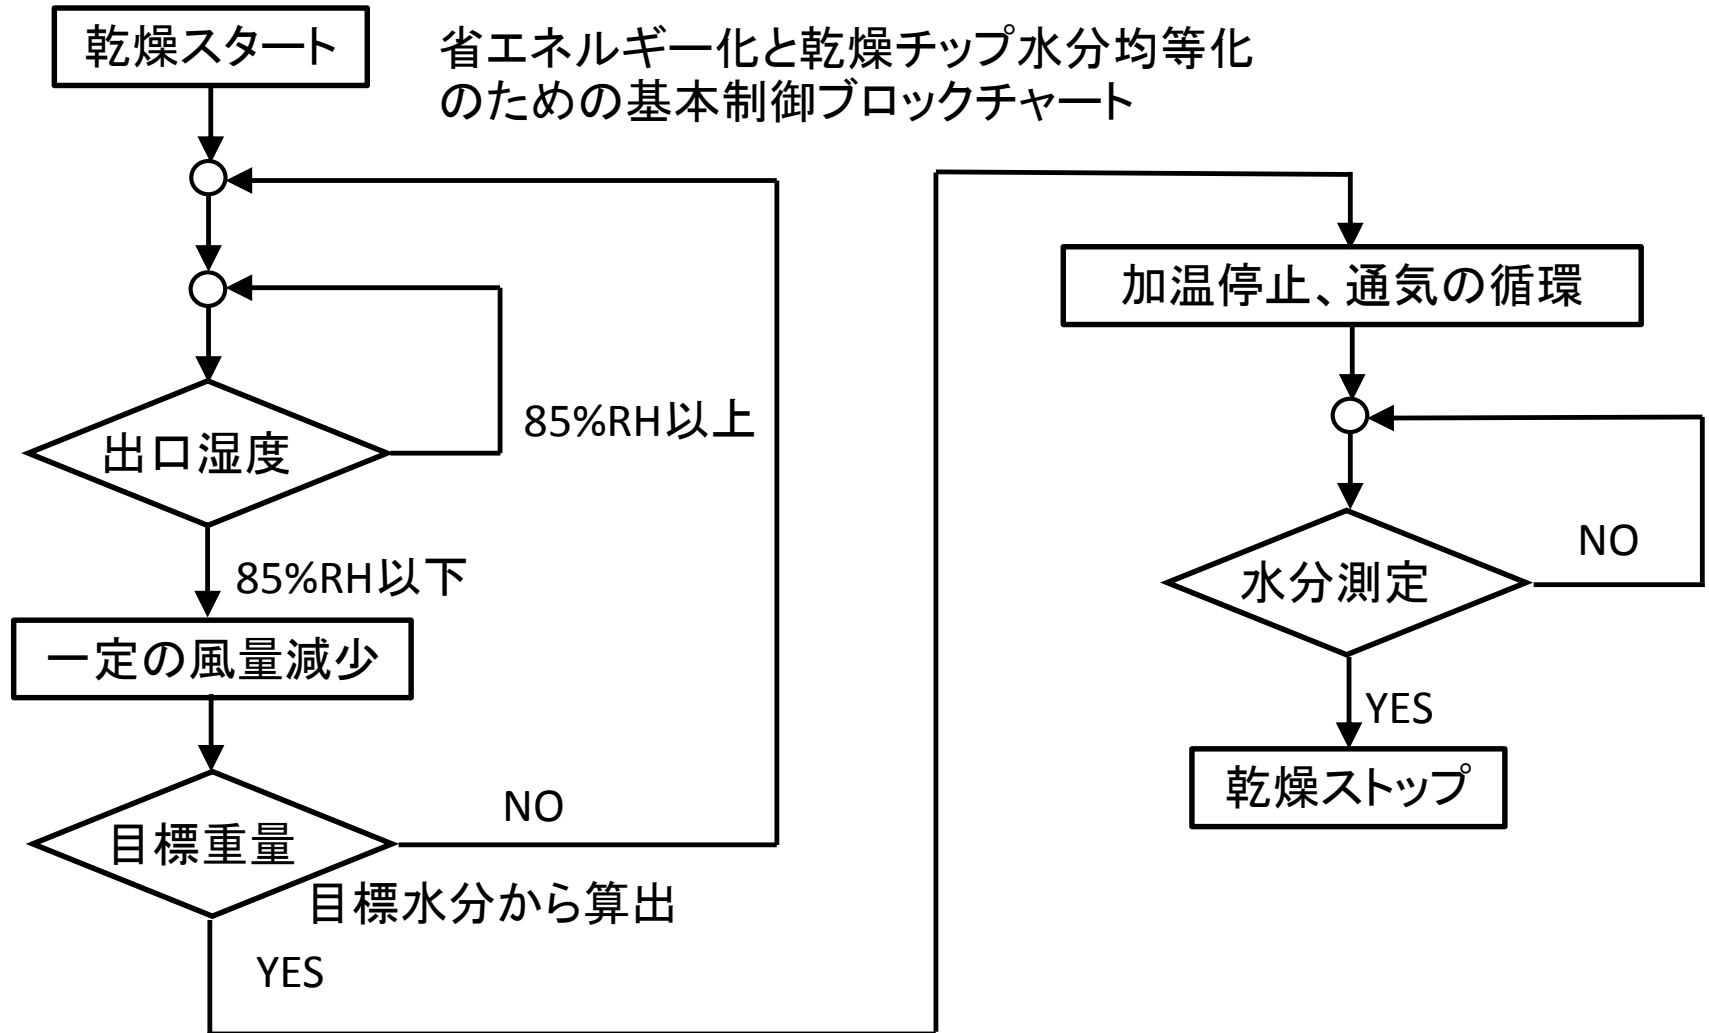 乾燥スタート
省エネルギー化と乾燥チップ水分均等化
のための基本制御ブロックチャート
出口湿度
85%RH以上
85%RH以下
一定の風量減少
目標重量
NO
目標水分から算出
YES
加温停止、通気の循環
水分測定
NO
YES
乾燥ストップ